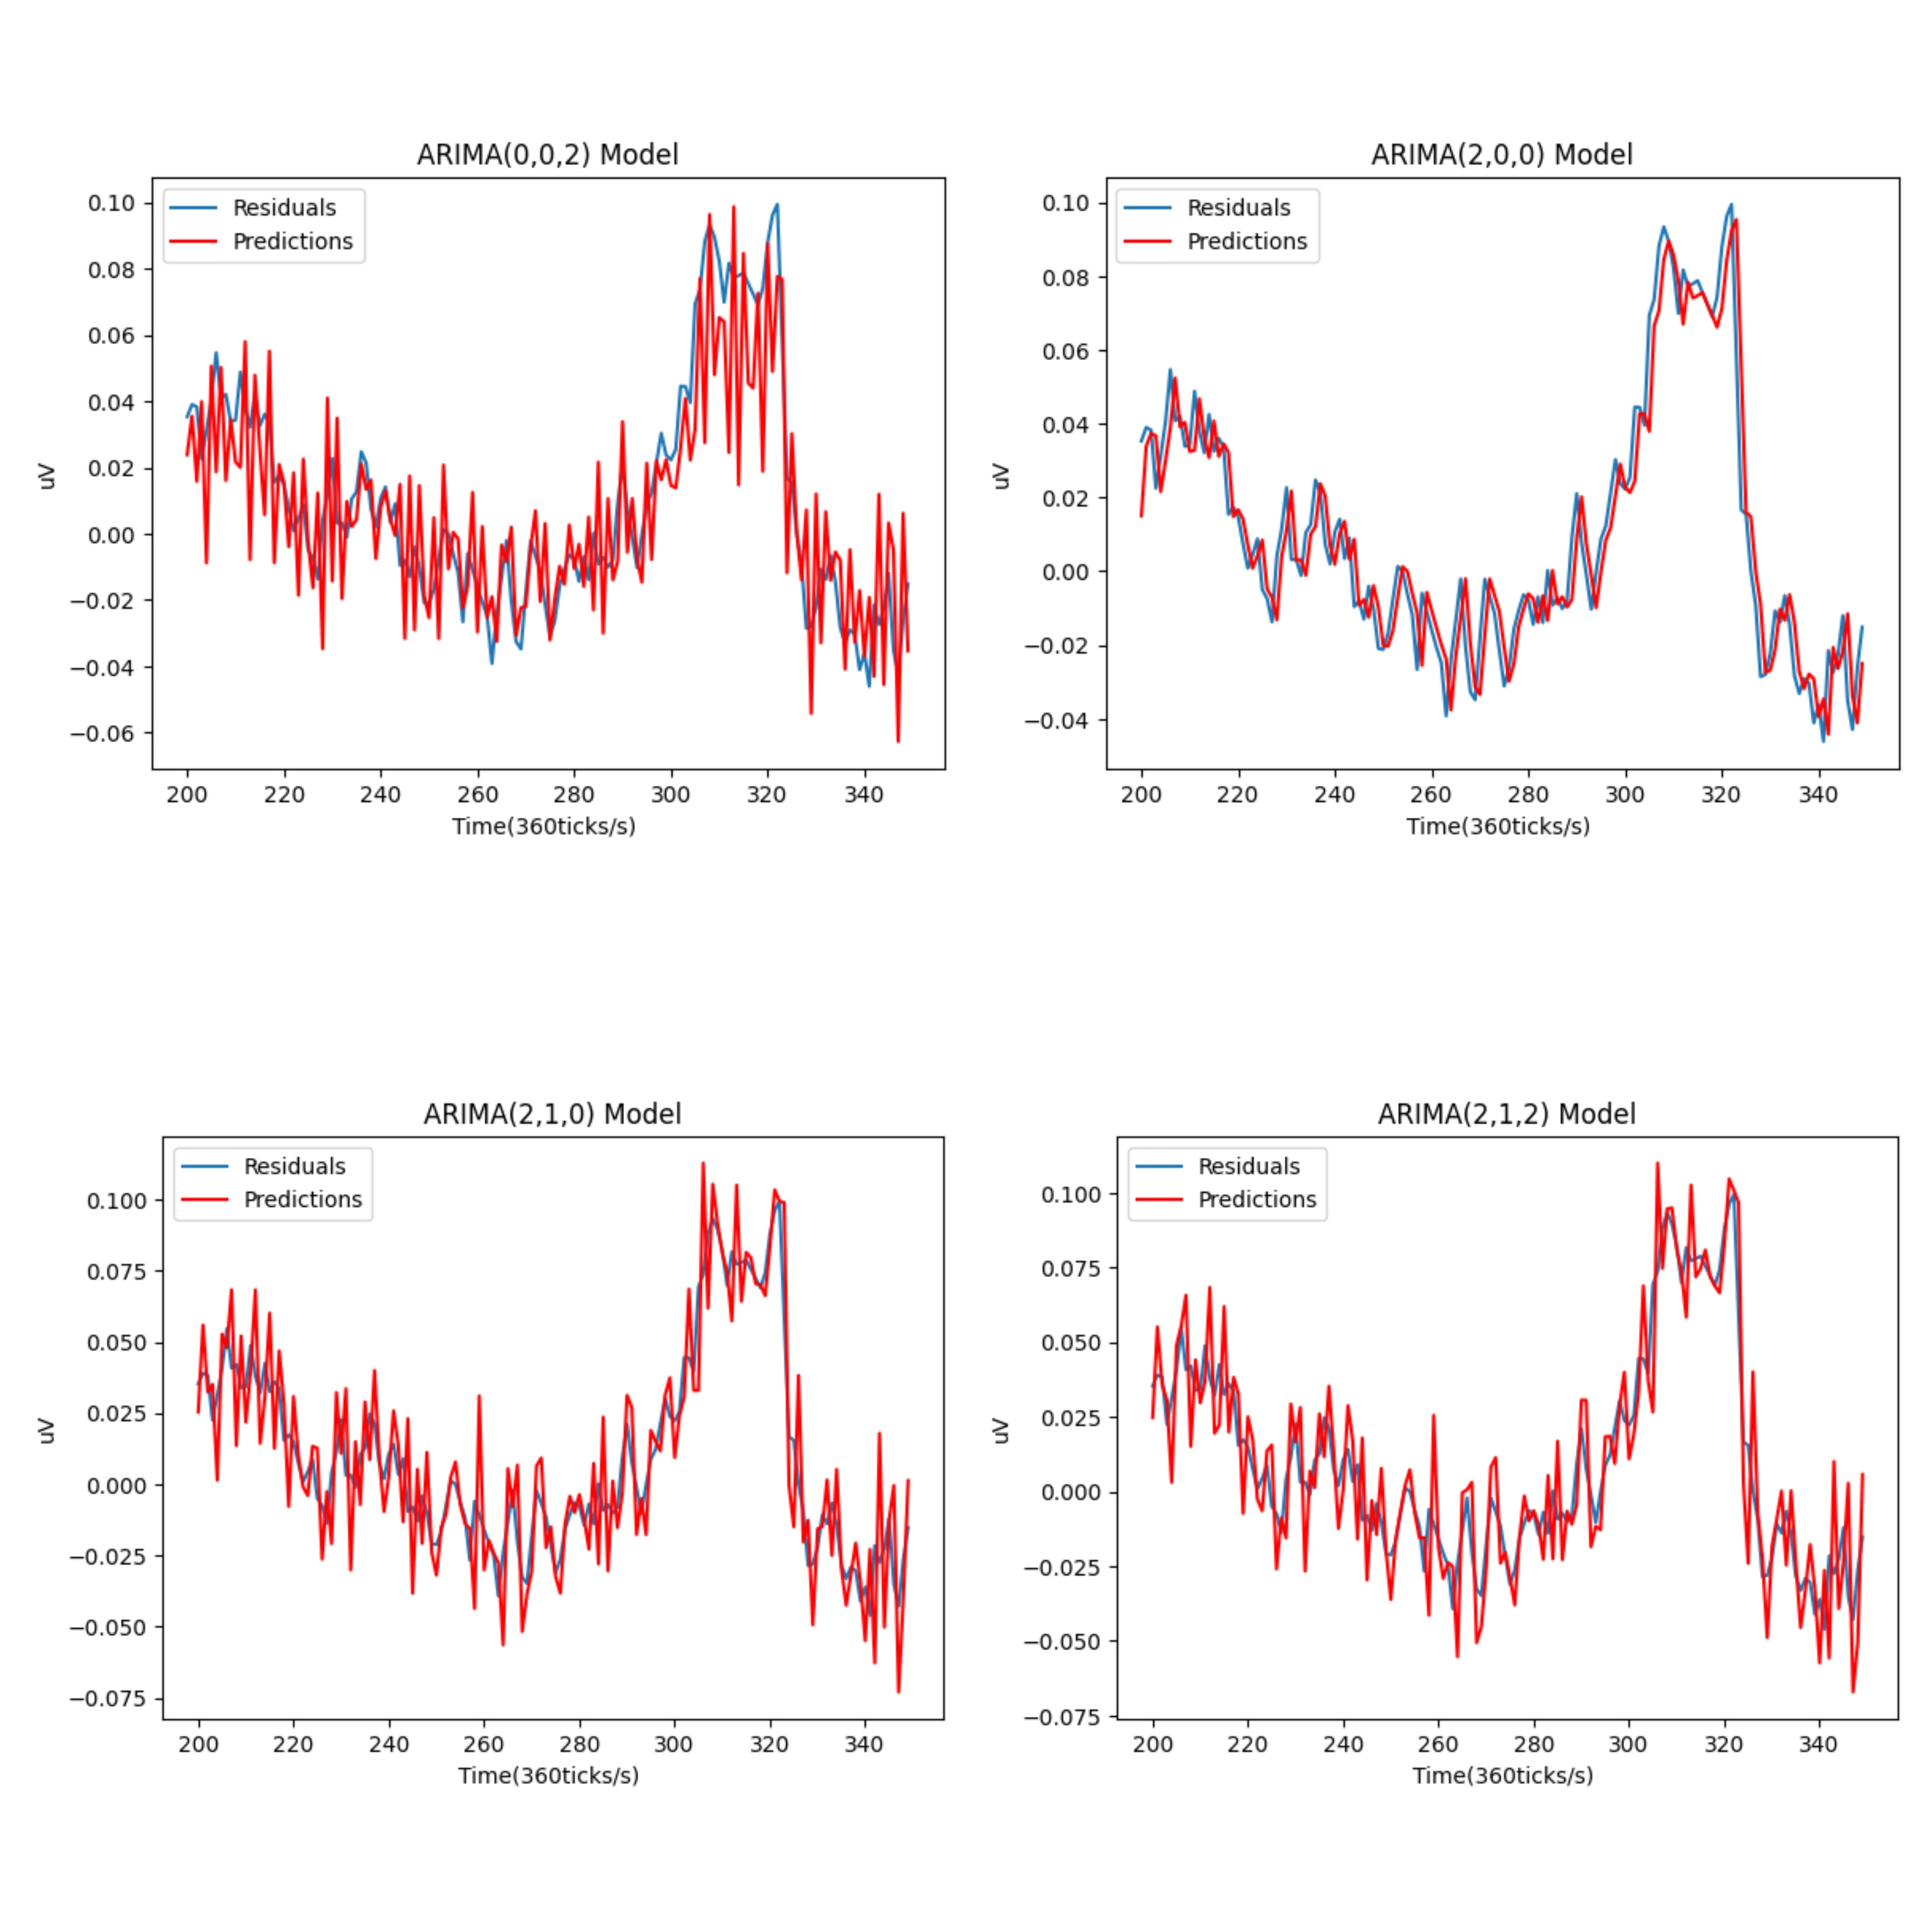 ARIMA(0,0,2) Model
Residuals
Predictions
0.10
0.08
0.06
0.04
0.02
0.00
−0.02
−0.04
−0.06
uV
200 220 240 260 280 300 320 340
Time(360ticks/s)
ARIMA(2,0,0) Model
Residuals
Predictions
0.10
0.08
0.06
0.04
0.02
0.00
−0.02
−0.04
uV
200 220 240 260 280 300 320 340
Time(360ticks/s)
ARIMA(2,1,0) Model
Residuals
Predictions
0.100
0.075
0.050
0.025
0.000
−0.025
−0.050
−0.075
uV
200 220 240 260 280 300 320 340
Time(360ticks/s)
ARIMA(2,1,2) Model
Residuals
Predictions
0.100
0.075
0.050
0.025
0.000
−0.025
−0.050
−0.075
uV
200 220 240 260 280 300 320 340
Time(360ticks/s)